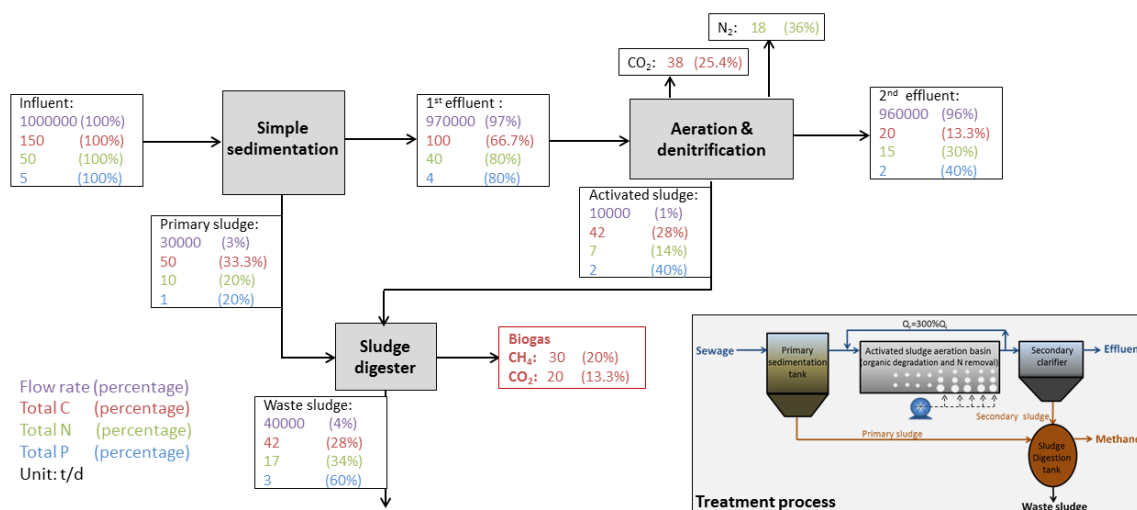 N2: 18 (36%)
CO2: 38 (25.4%)
Influent:
1000000 (100%)
150 (100%)
50 (100%)
5 (100%)
Simple
sedimentation
1st effluent :
970000 (97%)
100 (66.7%)
40 (80%)
4 (80%)
Aeration &
denitrification
2nd effluent:
960000 (96%)
20 (13.3%)
15 (30%)
2 (40%)
Primary sludge:
30000 (3%)
50 (33.3%)
10 (20%)
1 (20%)
Activated sludge:
10000 (1%)
42 (28%)
7 (14%)
2 (40%)
Sludge
digester
Biogas
CH4: 30 (20%)
CO2: 20 (13.3%)
Waste sludge:
40000 (4%)
42 (28%)
17 (34%)
3 (60%)
Flow rate (percentage)
Total C (percentage)
Total N (percentage)
Total P (percentage)
Unit: t/d
Sewage
Primary
sedimentation
tank
Activated sludge aeration basin
(organic degradation and N removal)
Secondary
clarifier
Effluen
Secondary sludge
Primary sludge
Sludge
Digestion
tank
Methane
Waste sludge
Treatment process